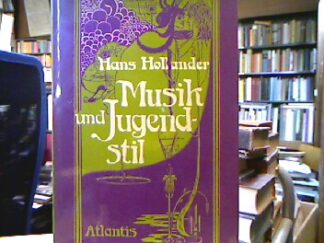 Hans Hollander
Musik
und Jugend-
stil
Atlantis